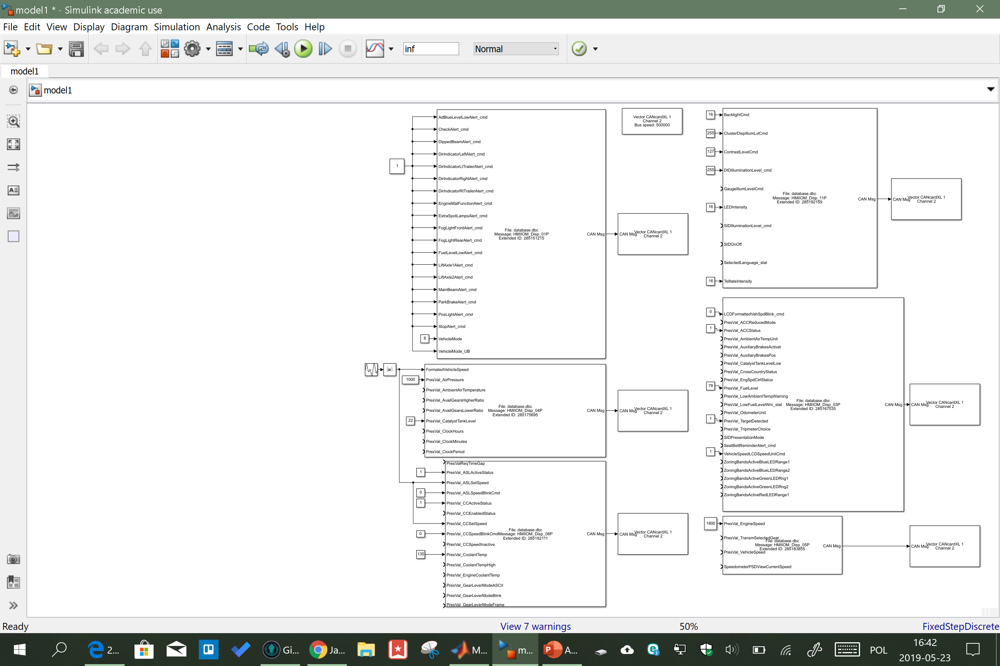 model1 * - Simulink academic use
File Edit View Display Diagram Simulation Analysis Code Tools Help
inf
Normal
model1
model1
1
AdBlueLevelLowAlert_cmd
CheckAlert_cmd
DippedBeamAlert_cmd
DirIndicatorLeftAlert_cmd
DirIndicatorLtTrailerAlert_cmd
DirIndicatorRightAlert_cmd
DirIndicatorRtTrailerAlert_cmd
EngineMalFunctionAlert_cmd
ExtraSpotLampsAlert_cmd
FogLightFrontAlert_cmd
FogLightRearAlert_cmd
FuelLevelLowAlert_cmd
LiftAxle1Alert_cmd
LiftAxle2Alert_cmd
MainBeamAlert_cmd
ParkBrakeAlert_cmd
PosLightAlert_cmd
StopAlert_cmd
6
VehicleMode
VehicleMode_UB
File: database.dbc
Message: HMIIOM_Disp_01P
Extended ID: 285151215
CAN Msg
CAN Msg
Vector CANcardXL 1
Channel 2
Vector CANcardXL 1
Channel 2
Bus speed: 500000
|u|
FormatedVehicleSpeed
1000
PresVal_AirPressure
PresVal_AmbientAirTemperature
PresVal_AvailGearsHigherRatio
PresVal_AvailGearsLowerRatio
22
PresVal_CatalystTankLevel
PresVal_ClockHours
PresVal_ClockMinutes
PresVal_ClockPeriod
File: database.dbc
Message: HMIIOM_Disp_04P
Extended ID: 285175695
CAN Msg
CAN Msg
Vector CANcardXL 1
Channel 2
PresValReqTimeGap
1
PresVal_ASLActiveStatus
PresVal_ASLSetSpeed
0
PresVal_ASLSpeedBlinkCmd
1
PresVal_CCActiveStatus
PresVal_CCEnabledStatus
PresVal_CCSetSpeed
0
PresVal_CCSpeedBlinkCmd
PresVal_CCSpeedInactive
135
PresVal_CoolantTemp
PresVal_CoolantTempHigh
PresVal_EngineCoolantTemp
PresVal_GearLeverModeASCII
PresVal_GearLeverModeBlink
PresVal_GearLeverModeFrame
File: database.dbc
Message: HMIIOM_Disp_08P
Extended ID: 285192111
CAN Msg
CAN Msg
Vector CANcardXL 1
Channel 2
16
BacklightCmd
255
ClusterDispIllumLvlCmd
127
ContrastLevelCmd
255
DIDIlluminationLevel_cmd
GaugeIllumLevelCmd
16
LEDIntensity
SIDIlluminationLevel_cmd
SIDOnOff
SelectedLanguage_stat
16
TelltaleIntensity
File: database.dbc
Message: HMIIOM_Disp_11P
Extended ID: 285192159
CAN Msg
CAN Msg
Vector CANcardXL 1
Channel 2
0
LCDFormattedVehSpdBlink_cmd
PresVal_ACCReducedMode
1
PresVal_ACCStatus
PresVal_AmbientAirTempUnit
PresVal_AuxiliaryBrakesActivat
PresVal_AuxiliaryBrakesPos
PresVal_CatalystTankLevelLow
PresVal_CrossCountryStatus
PresVal_EngSpdCtrlStatus
78
PresVal_FuelLevel
PresVal_LowAmbientTempWarning
PresVal_LowFuelLevelWrn_stat
PresVal_OdometerUnit
1
PresVal_TargetDetected
PresVal_TripmeterChoice
SIDPresentationMode
SeatBeltReminderAlert_cmd
1
VehicleSpeedLCDSpeedUnitCmd
ZoningBandsActiveBlueLEDRange1
ZoningBandsActiveBlueLEDRange2
ZoningBandsActiveGreenLEDRng1
ZoningBandsActiveGreenLEDRng2
ZoningBandsActiveRedLEDRange1
File: database.dbc
Message: HMIIOM_Disp_03P
Extended ID: 285167535
CAN Msg
CAN Msg
Vector CANcardXL 1
Channel 2
1800
PresVal_EngineSpeed
PresVal_TransmSelectedGear
PresVal_VehicleSpeed
SpeedometerPSDViewCurrentSpeed
File: database.dbc
Message: HMIIOM_Disp_05P
Extended ID: 285183855
CAN Msg
CAN Msg
Vector CANcardXL 1
Channel 2
Ready
View 7 warnings
50%
FixedStepDiscrete
2...
Gi...
Ja...
M...
m...
A...
POL
16:42
2019-05-23